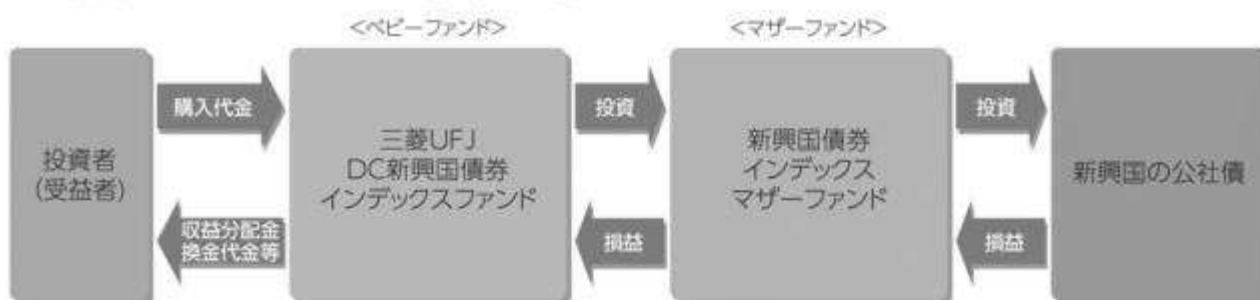 <ベビーファンド>
<マザーファンド>
投資者
(受益者)
購入代金
収益分配金
換金代金等
三菱UFJ
DC新興国債券
インデックスファンド
投資
損益
新興国債券
インデックス
マザーファンド
投資
損益
新興国の公社債